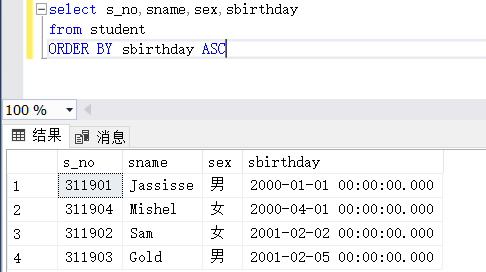 select s_no,sname,sex,sbirthday
from student
ORDER BY sbirthday ASC
100 %
结果 消息
s_no sname sex sbirthday
1 311901 Jassisse 男 2000-01-01 00:00:00.000
2 311904 Mishel 女 2000-04-01 00:00:00.000
3 311902 Sam 女 2001-02-02 00:00:00.000
4 311903 Gold 男 2001-02-05 00:00:00.000